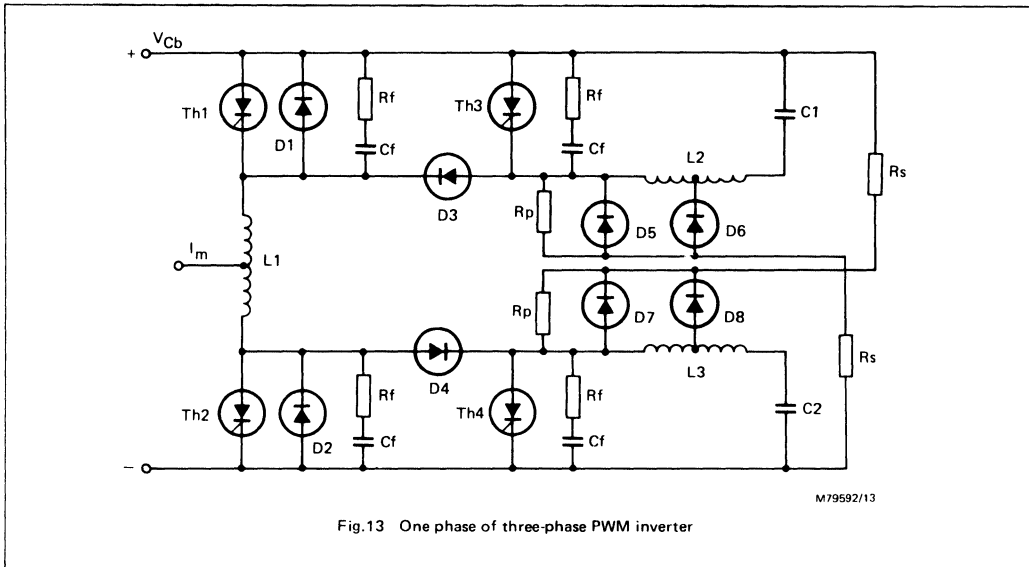 + VCb
Th1
D1
Rf
Cf
Th3
Rf
Cf
C1
L2
Rs
D3
Rp
D5
D6
Im
L1
Rp
D7
D8
D4
L3
Rs
Th2
D2
Rf
Cf
Th4
Rf
Cf
C2
−
M79592/13
Fig.13 One phase of three-phase PWM inverter